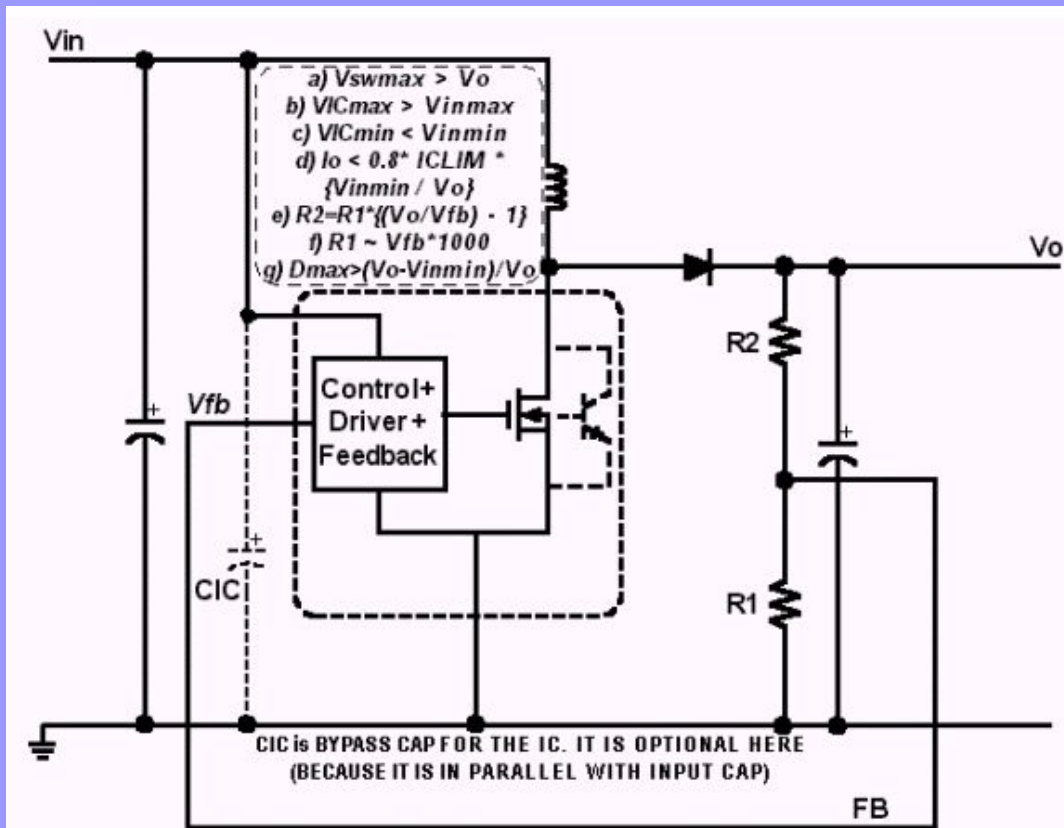 Vin
a) Vswmax > Vo
b) VICmax > Vinmax
c) VICmin < Vinmin
d) Io < 0.8* ICLIM *
{Vinmin / Vo}
e) R2=R1*{(Vo/Vfb) - 1}
f) R1 ~ Vfb*1000
g) Dmax>(Vo-Vinmin)/Vo
Vo
R2
Vfb
Control+
Driver+
Feedback
+
+
+
CIC
R1
CIC is BYPASS CAP FOR THE IC. IT IS OPTIONAL HERE
(BECAUSE IT IS IN PARALLEL WITH INPUT CAP)
FB